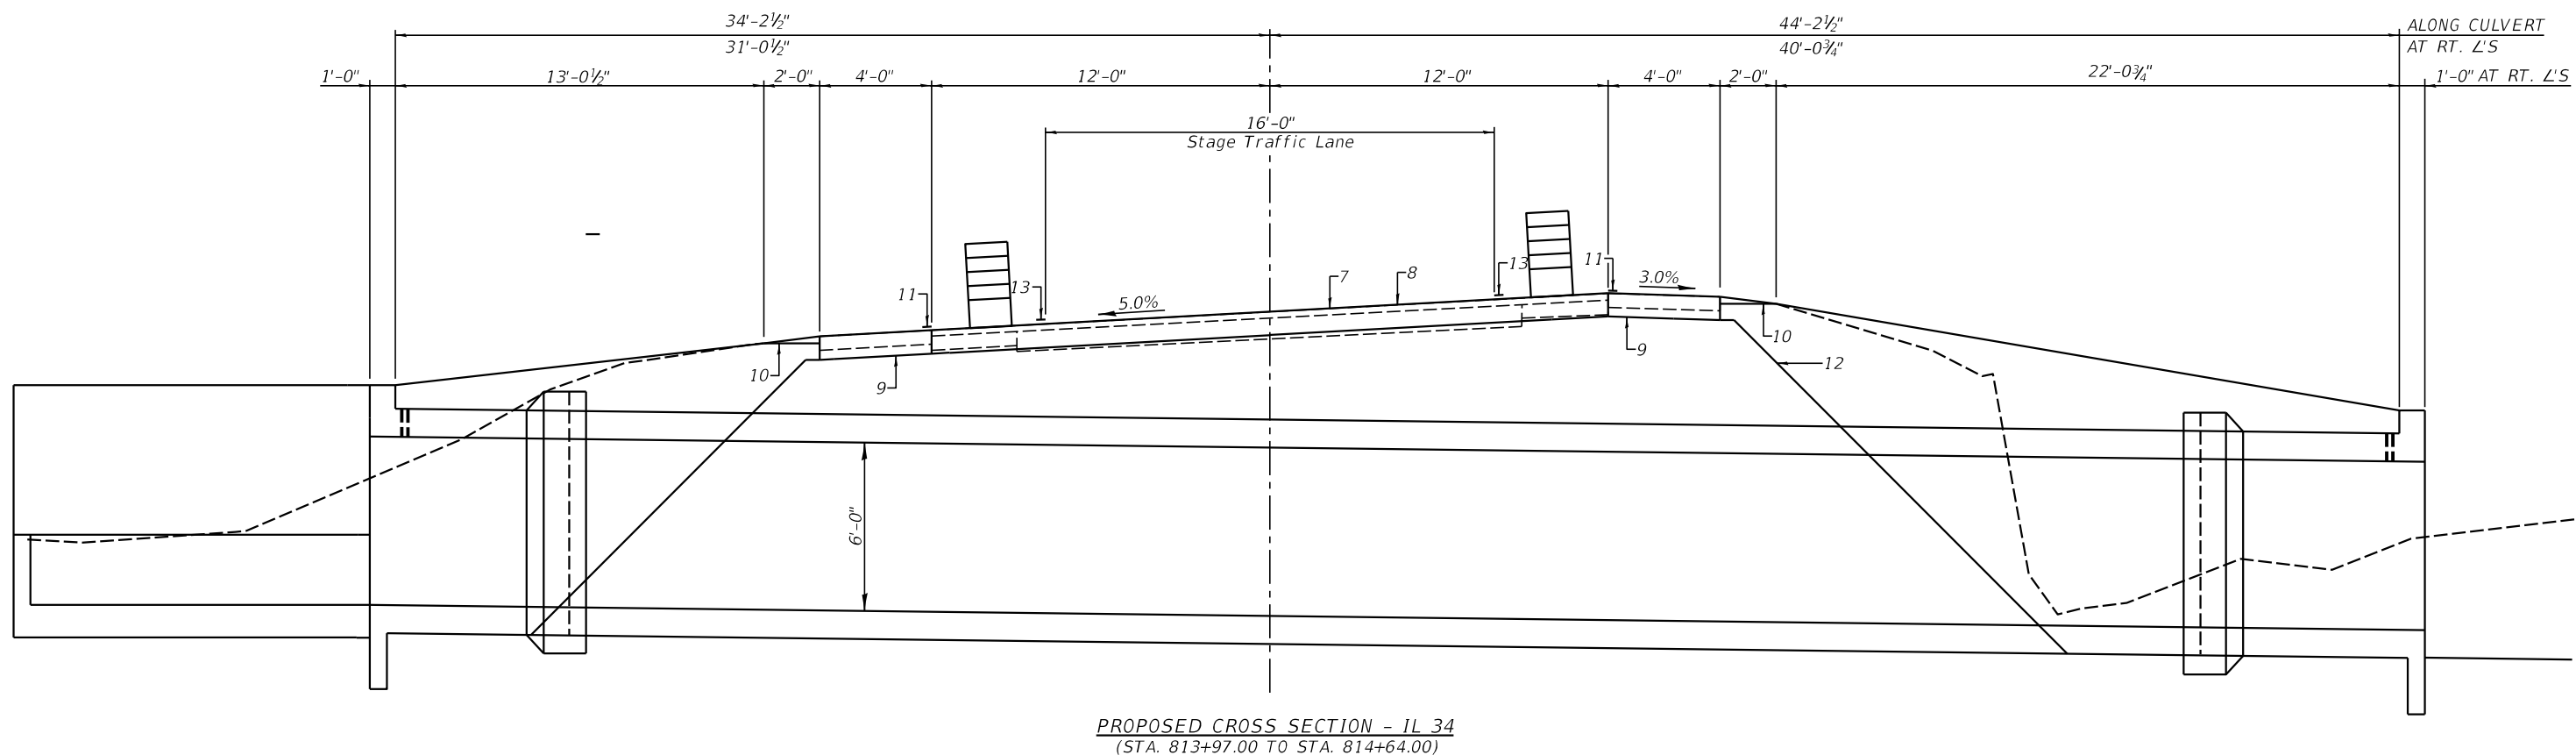 34'-2½" 44'-2½" ALONG CULVERT
31'-0½" 40'-0¾" AT RT. ∠'S
1'-0" 13'-0½" 2'-0" 4'-0" 12'-0" 12'-0" 4'-0" 2'-0" 22'-0¾" 1'-0" AT RT. ∠'S
16'-0"
Stage Traffic Lane
11 13 5.0% 7 8 13 11 3.0%
10 9 9 10 12
6'-0"
PROPOSED CROSS SECTION - IL 34
(STA. 813+97.00 TO STA. 814+64.00)